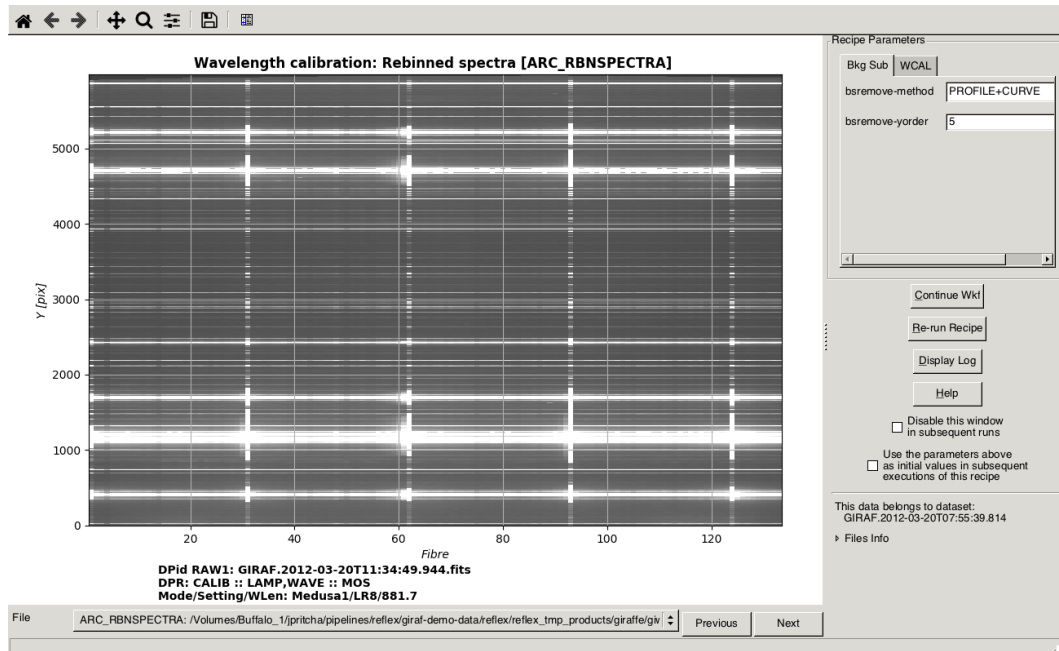 Wavelength calibration: Rebinned spectra [ARC_RBNSPECTRA]
5000
4000
3000
2000
1000
0
Y [pix]
20 40 60 80 100 120
Fibre
DPid RAW1: GIRAF.2012-03-20T11:34:49.944.fits
DPR: CALIB :: LAMP,WAVE :: MOS
Mode/Setting/WLen: Medusa1/LR8/881.7
Recipe Parameters
Bkg Sub WCAL
bsremove-method PROFILE+CURVE
bsremove-yorder 5
Continue Wkf
Re-run Recipe
Display Log
Help
Disable this window
in subsequent runs
Use the parameters above
as initial values in subsequent
executions of this recipe
This data belongs to dataset:
GIRAF.2012-03-20T07:55:39.814
Files Info
File ARC_RBNSPECTRA: /Volumes/Buffalo_1/jpritcha/pipelines/reflex/giraf-demo-data/reflex/reflex_tmp_products/giraffe/giv Previous Next